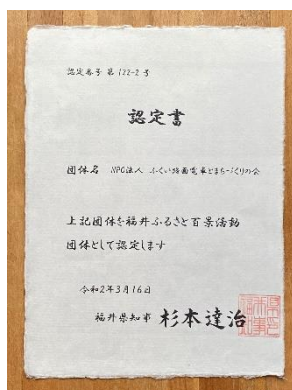 認定番号 第 122-2 号
認定書
団体名 NPO法人 ふくい路面電車とまちづくりの会
上記団体を福井ふるさと百景活動
団体として認定します
令和2年3月16日
福井県知事 杉本達治